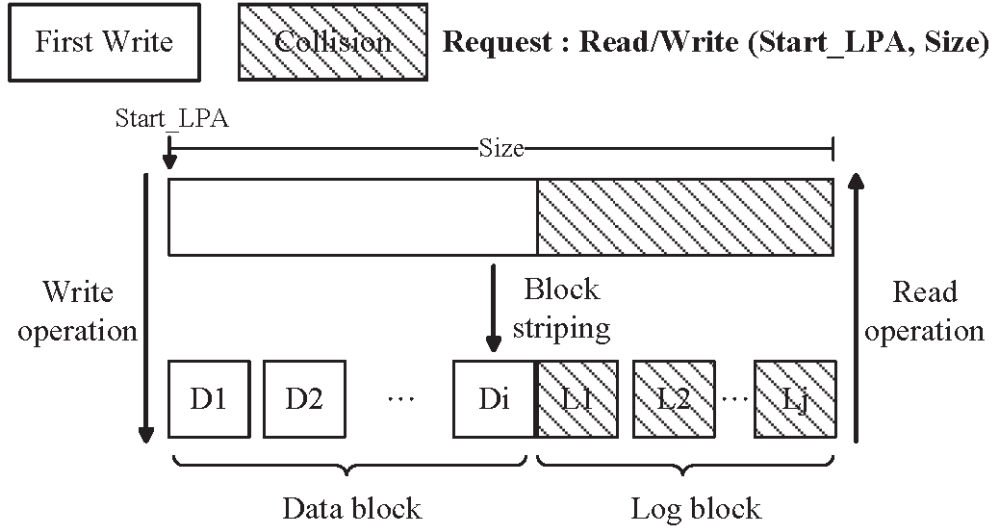 First Write
Collision
Request : Read/Write (Start_LPA, Size)
Start_LPA
Size
Write
operation
Block
striping
Read
operation
D1 D2 ... Di L1 L2 ... Lj
Data block
Log block